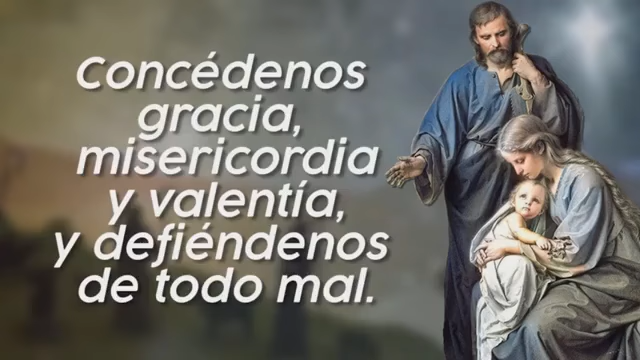 Concédenos
gracia,
misericordia
y valentía,
y defiéndenos
de todo mal.